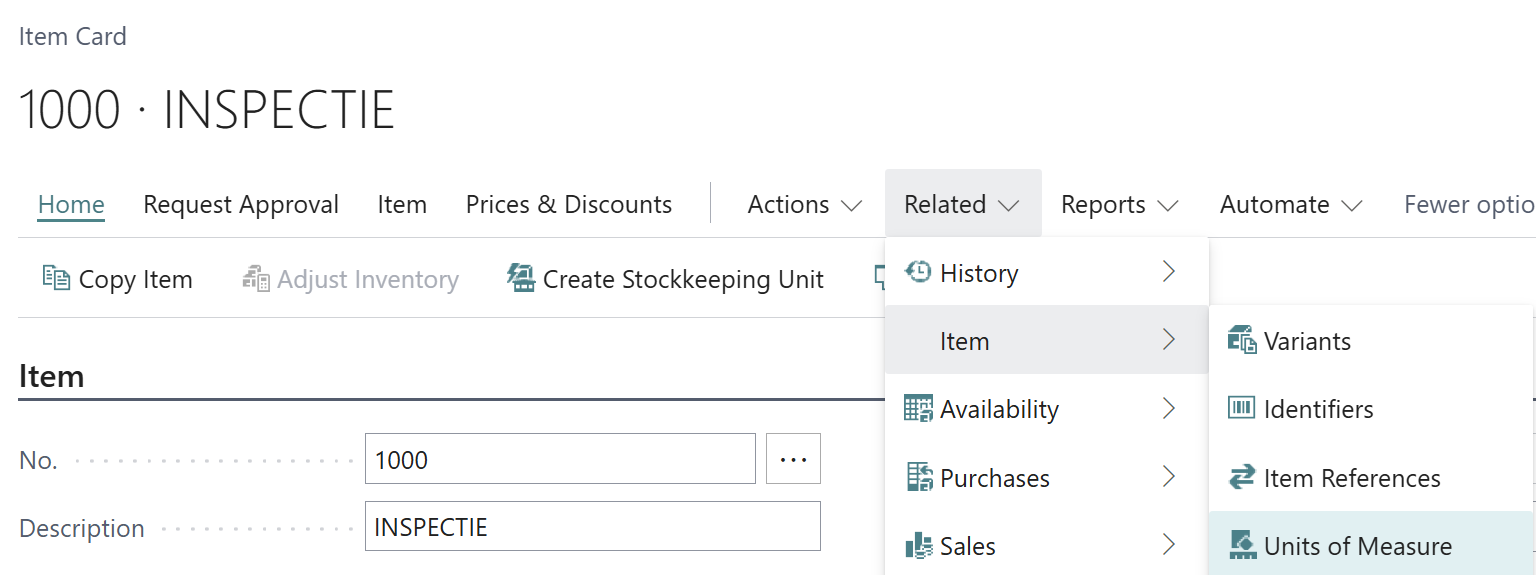 Item Card
1000 · INSPECTIE
Home Request Approval Item Prices & Discounts Actions Related Reports Automate Fewer optio
Copy Item Adjust Inventory Create Stockkeeping Unit History
Item Variants
Item
Availability Identifiers
No. 1000 ... Purchases Item References
Description INSPECTIE Sales Units of Measure